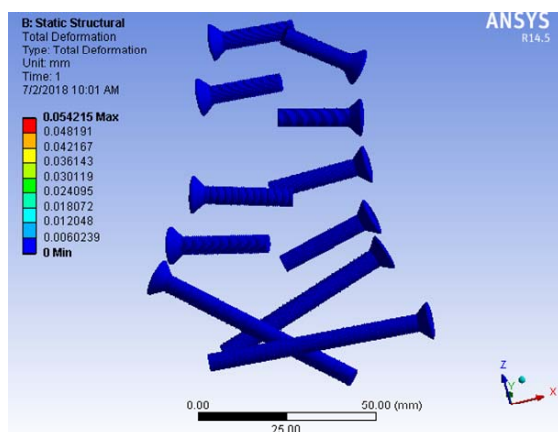 B: Static Structural
Total Deformation
Type: Total Deformation
Unit: mm
Time: 1
7/2/2018 10:01 AM
ANSYS
R14.5
0.054215 Max
0.048191
0.042167
0.036143
0.030119
0.024095
0.018072
0.012048
0.0060239
0 Min
0.00
50.00 (mm)
25.00
Z
Y
X